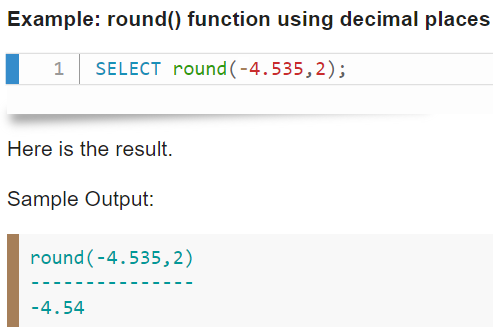 Example: round() function using decimal places
1 SELECT round(-4.535,2);
Here is the result.
Sample Output:
round(-4.535,2)
---------------
-4.54